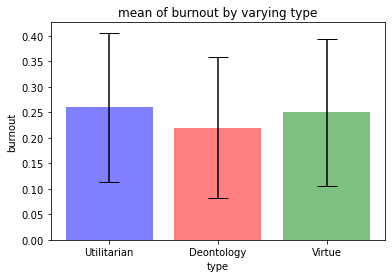 mean of burnout by varying type
burnout
0.40
0.35
0.30
0.25
0.20
0.15
0.10
0.05
0.00
Utilitarian Deontology Virtue
type